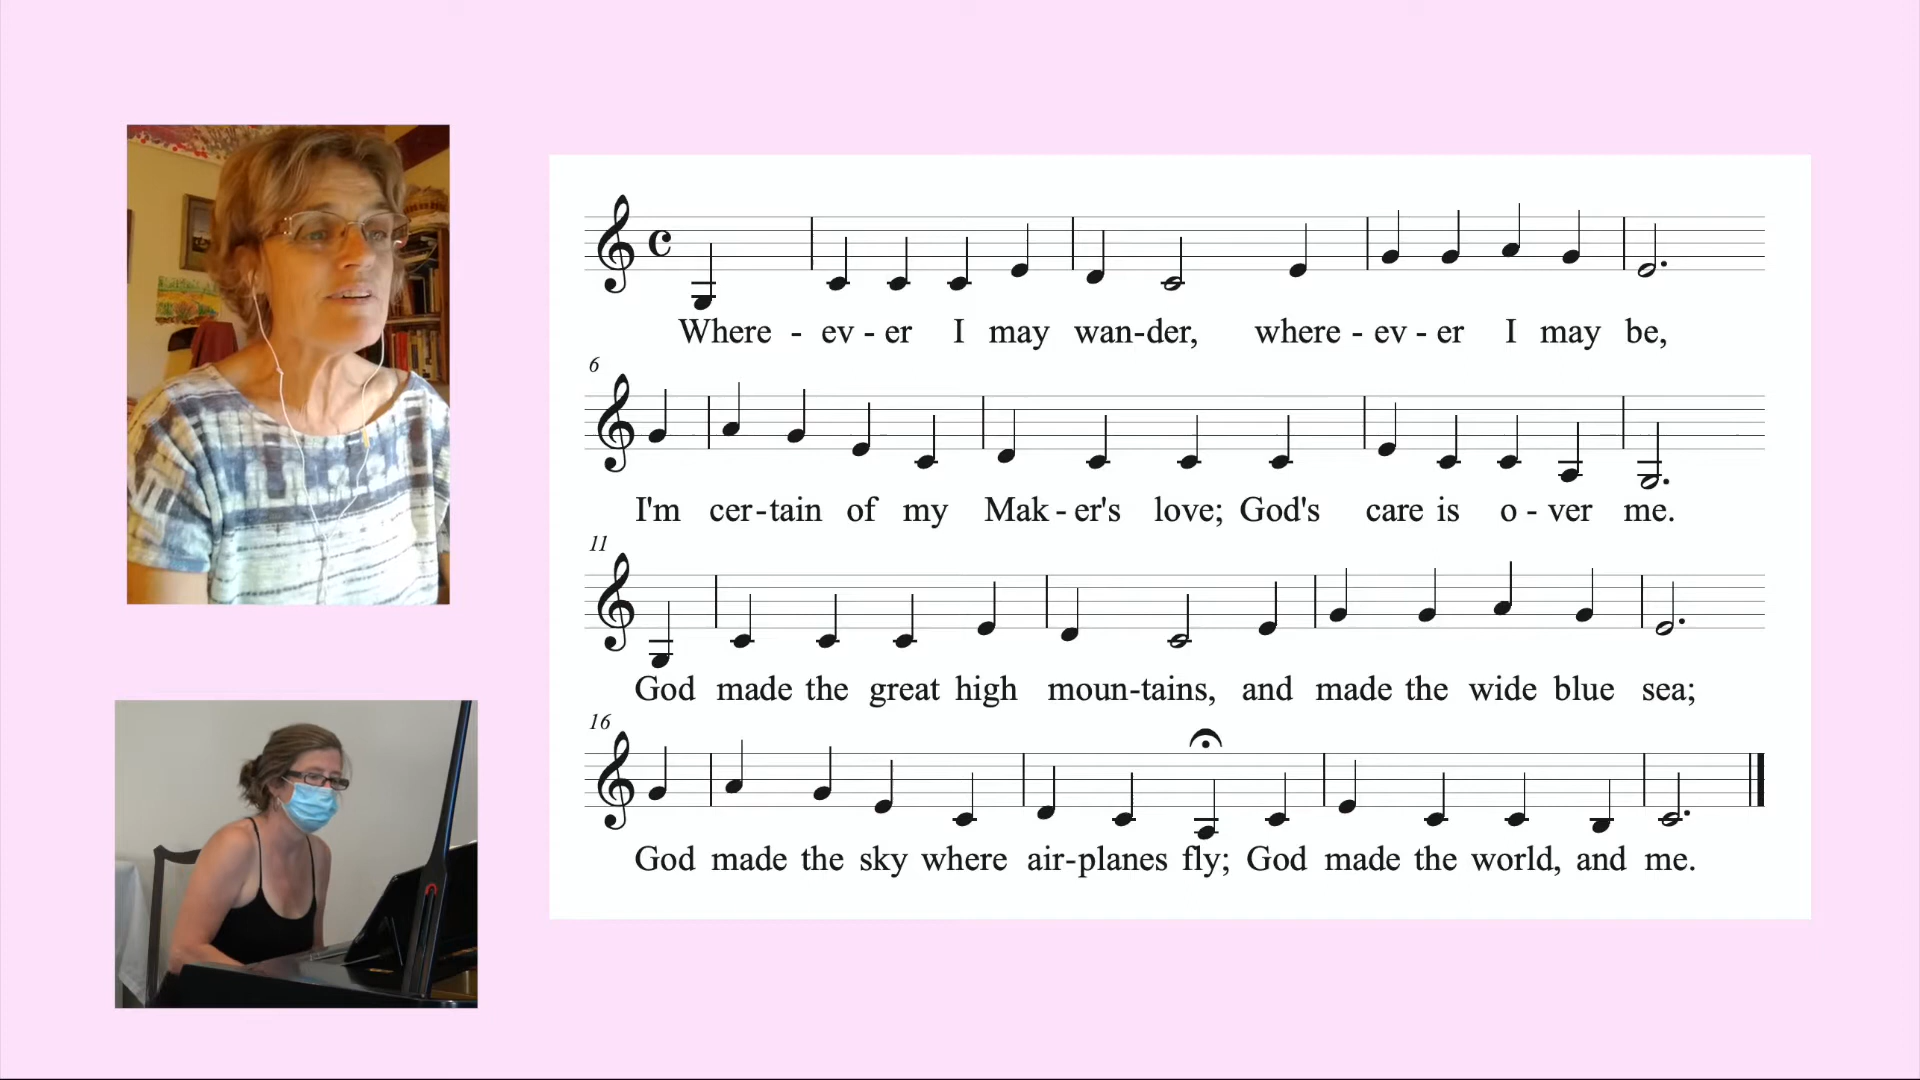 Where - ev - er I may wan-der, where - ev - er I may be,
6
I'm cer-tain of my Mak - er's love; God's care is o - ver me.
11
God made the great high moun-tains, and made the wide blue sea;
16
God made the sky where air-planes fly; God made the world, and me.